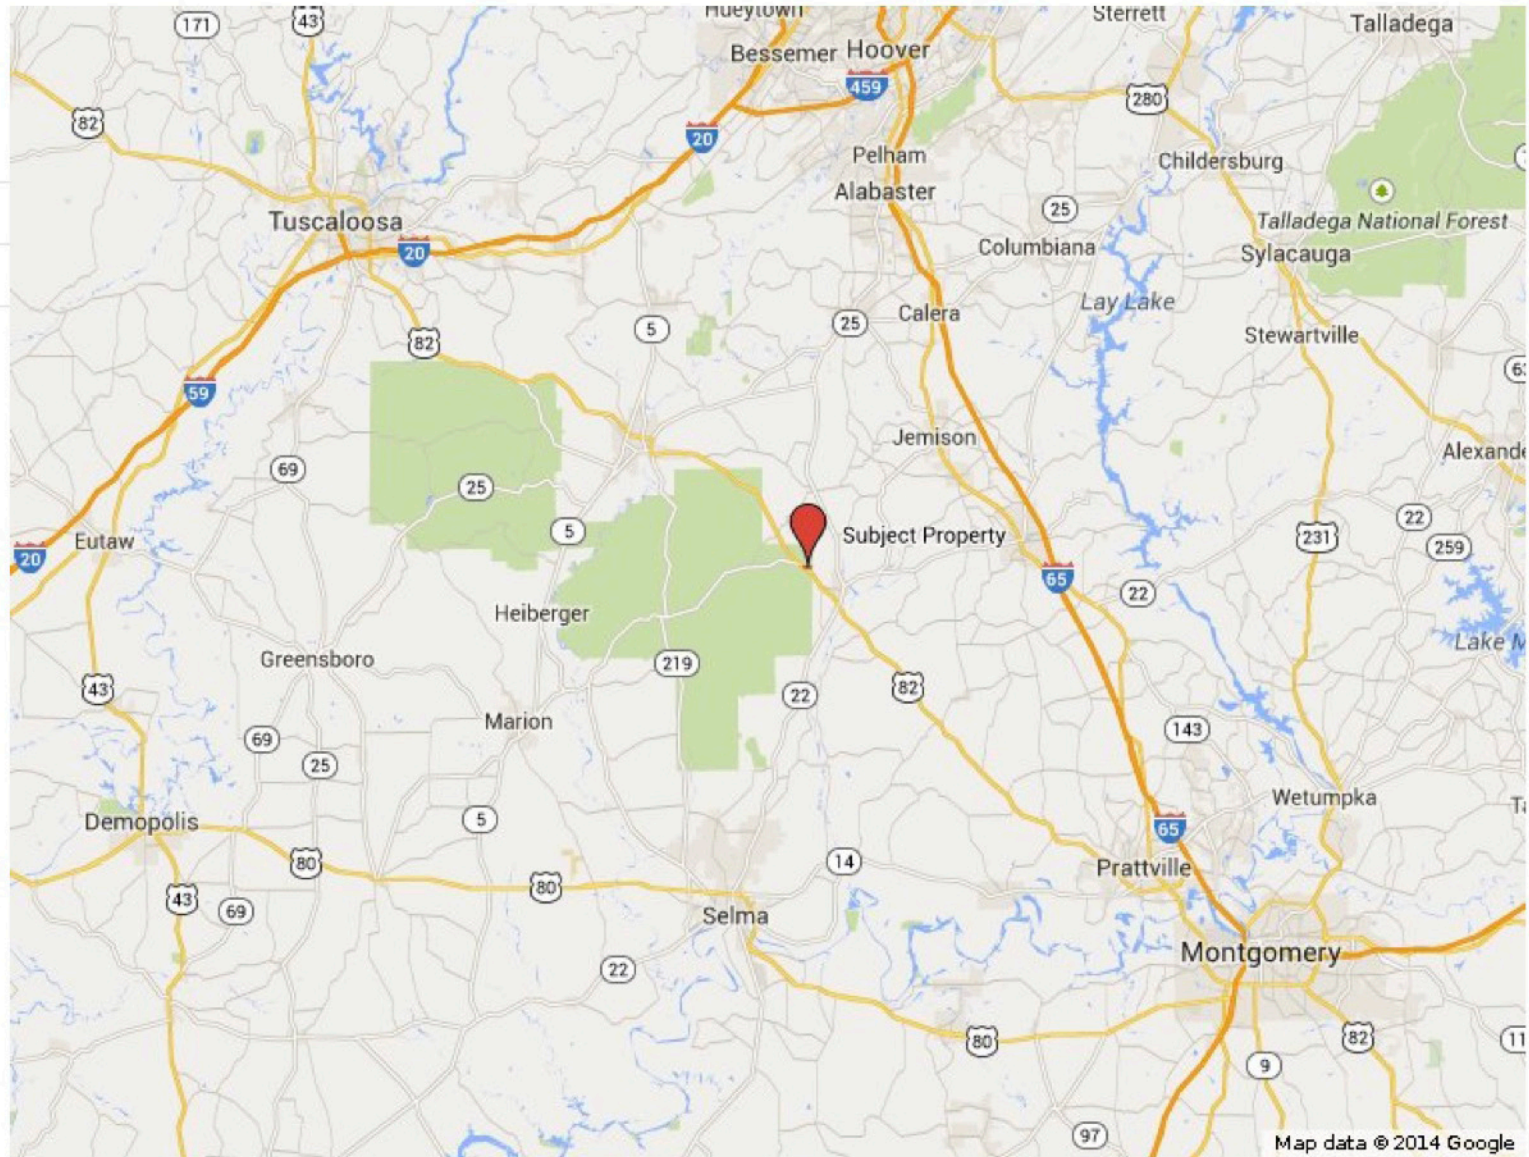 Hueytown
Sterrett
171
43
Talladega
Bessemer
Hoover
459
280
82
20
Pelham
Childersburg
Alabaster
25
Tuscaloosa
Talladega National Forest
20
Columbiana
Sylacauga
Lay Lake
5
25
Calera
Stewartville
82
59
Jemison
Alexande
69
25
22
5
Subject Property
231
259
Eutaw
20
65
22
Heiberger
Lake M
Greensboro
219
43
22
82
Marion
143
69
25
Wetumpka
5
Demopolis
65
80
14
Prattville
80
43
69
Selma
Montgomery
22
80
82
11
9
97
Map data © 2014 Google